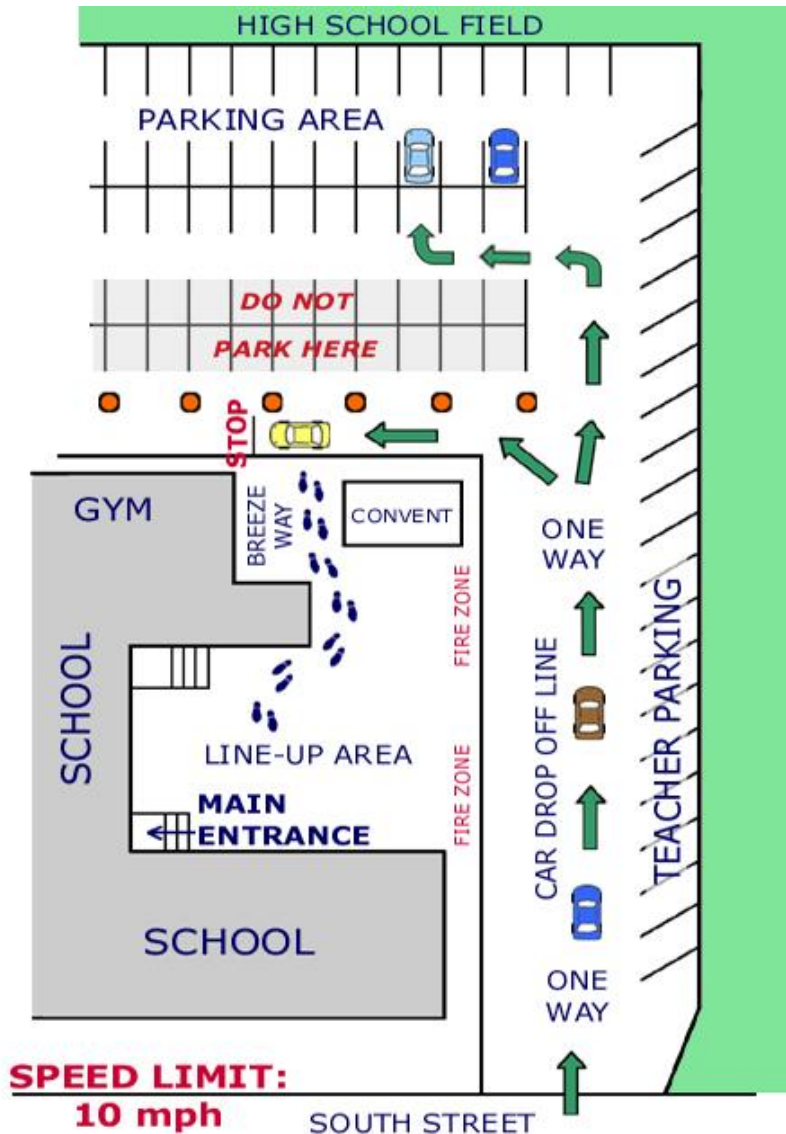 HIGH SCHOOL FIELD
PARKING AREA
DO NOT
PARK HERE
STOP
GYM
BREEZE
WAY
CONVENT
ONE
WAY
FIRE ZONE
SCHOOL
CAR DROP OFF LINE
TEACHER PARKING
LINE-UP AREA
FIRE ZONE
MAIN
ENTRANCE
SCHOOL
ONE
WAY
SPEED LIMIT:
10 mph
SOUTH STREET